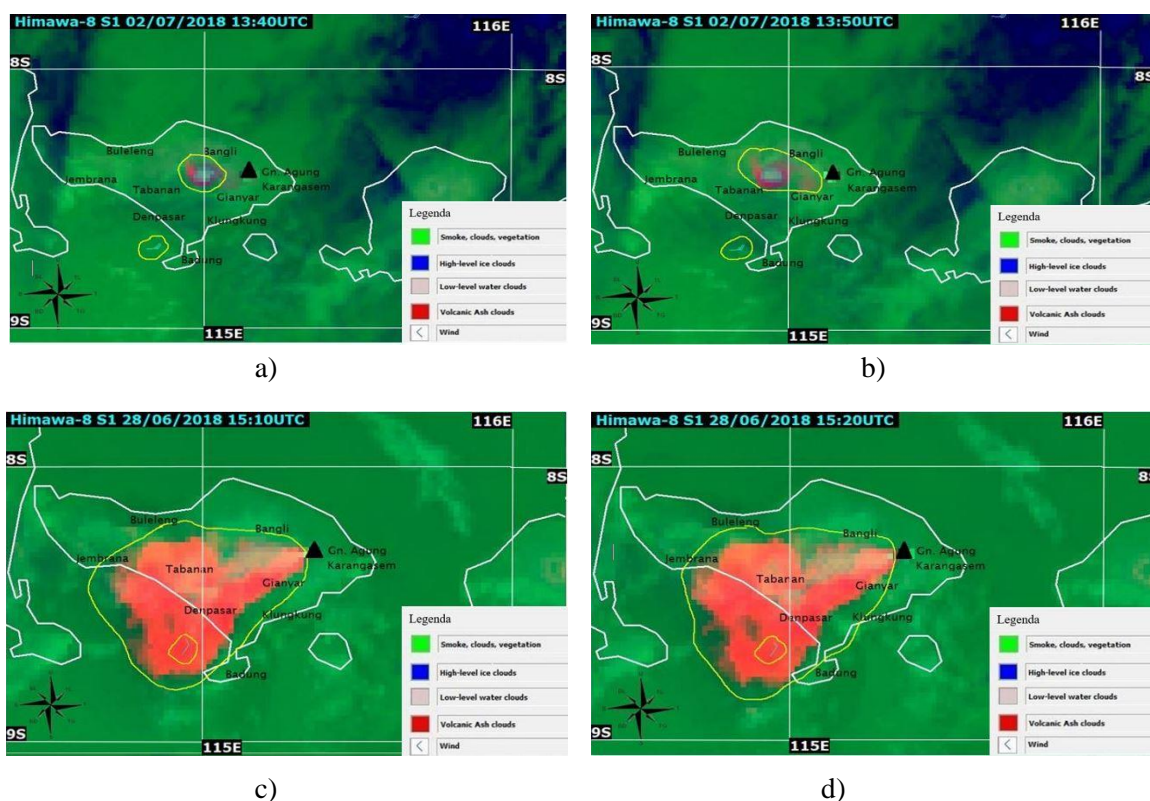 Himawa-8 S1 02/07/2018 13:40UTC
116E
8S
8S
Buleleng
Bangli
Jembrana
Gn. Agung
Karangasem
Tabanan
Gianyar
Denpasar
Klungkung
Badung
9S
115E
Legenda
Smoke, clouds, vegetation
High-level ice clouds
Low-level water clouds
Volcanic Ash clouds
Wind
a)
Himawa-8 S1 02/07/2018 13:50UTC
116E
8S
8S
Buleleng
Bangli
Jembrana
Gn. Agung
Karangasem
Tabanan
Gianyar
Denpasar
Klungkung
Badung
9S
115E
Legenda
Smoke, clouds, vegetation
High-level ice clouds
Low-level water clouds
Volcanic Ash clouds
Wind
b)
Himawa-8 S1 28/06/2018 15:10UTC
116E
8S
8S
Buleleng
Bangli
Jembrana
Gn. Agung
Karangasem
Tabanan
Gianyar
Denpasar
Klungkung
Badung
9S
115E
Legenda
Smoke, clouds, vegetation
High-level ice clouds
Low-level water clouds
Volcanic Ash clouds
Wind
c)
Himawa-8 S1 28/06/2018 15:20UTC
116E
8S
8S
Buleleng
Bangli
Jembrana
Gn. Agung
Karangasem
Tabanan
Gianyar
Denpasar
Klungkung
Badung
9S
115E
Legenda
Smoke, clouds, vegetation
High-level ice clouds
Low-level water clouds
Volcanic Ash clouds
Wind
d)